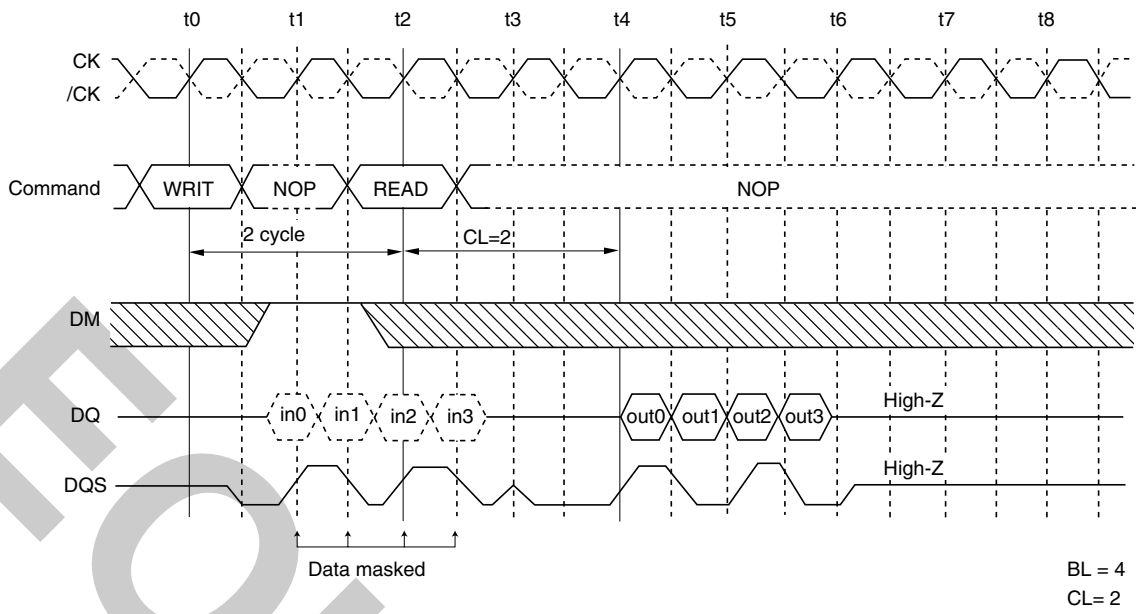 t0 t1 t2 t3 t4 t5 t6 t7 t8
CK
/CK
Command WRIT NOP READ NOP
2 cycle CL=2
DM
DQ in0 in1 in2 in3 out0 out1 out2 out3 High-Z
DQS High-Z
Data masked
BL = 4
CL= 2